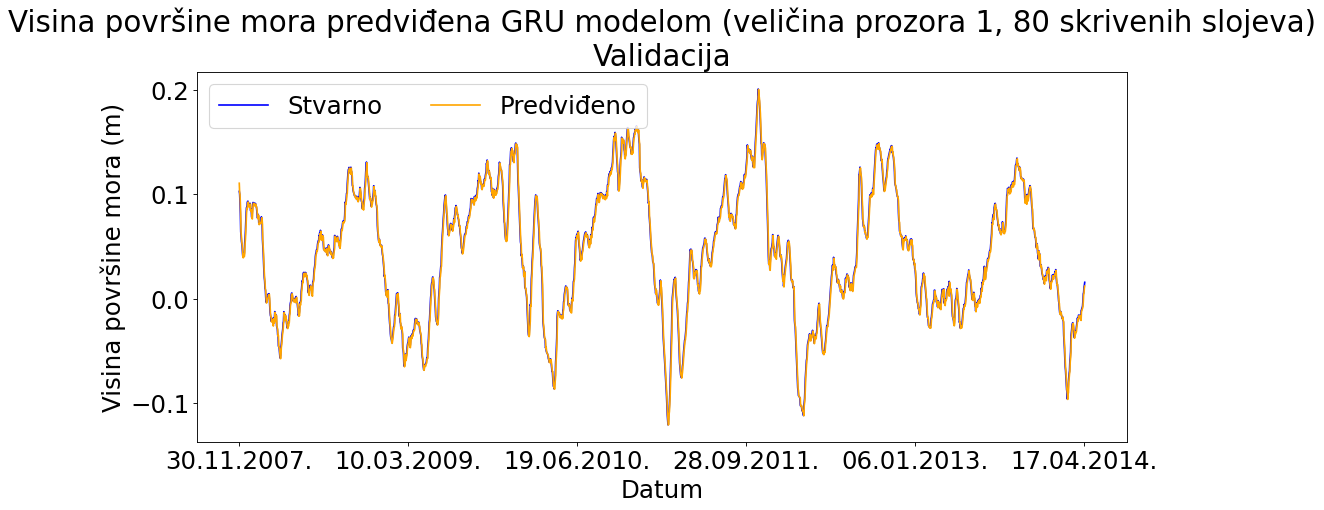 Visina površine mora predviđena GRU modelom (veličina prozora 1, 80 skrivenih slojeva)
Validacija
Stvarno
Predviđeno
Visina površine mora (m)
0.2
0.1
0.0
−0.1
30.11.2007.
10.03.2009.
19.06.2010.
28.09.2011.
06.01.2013.
17.04.2014.
Datum